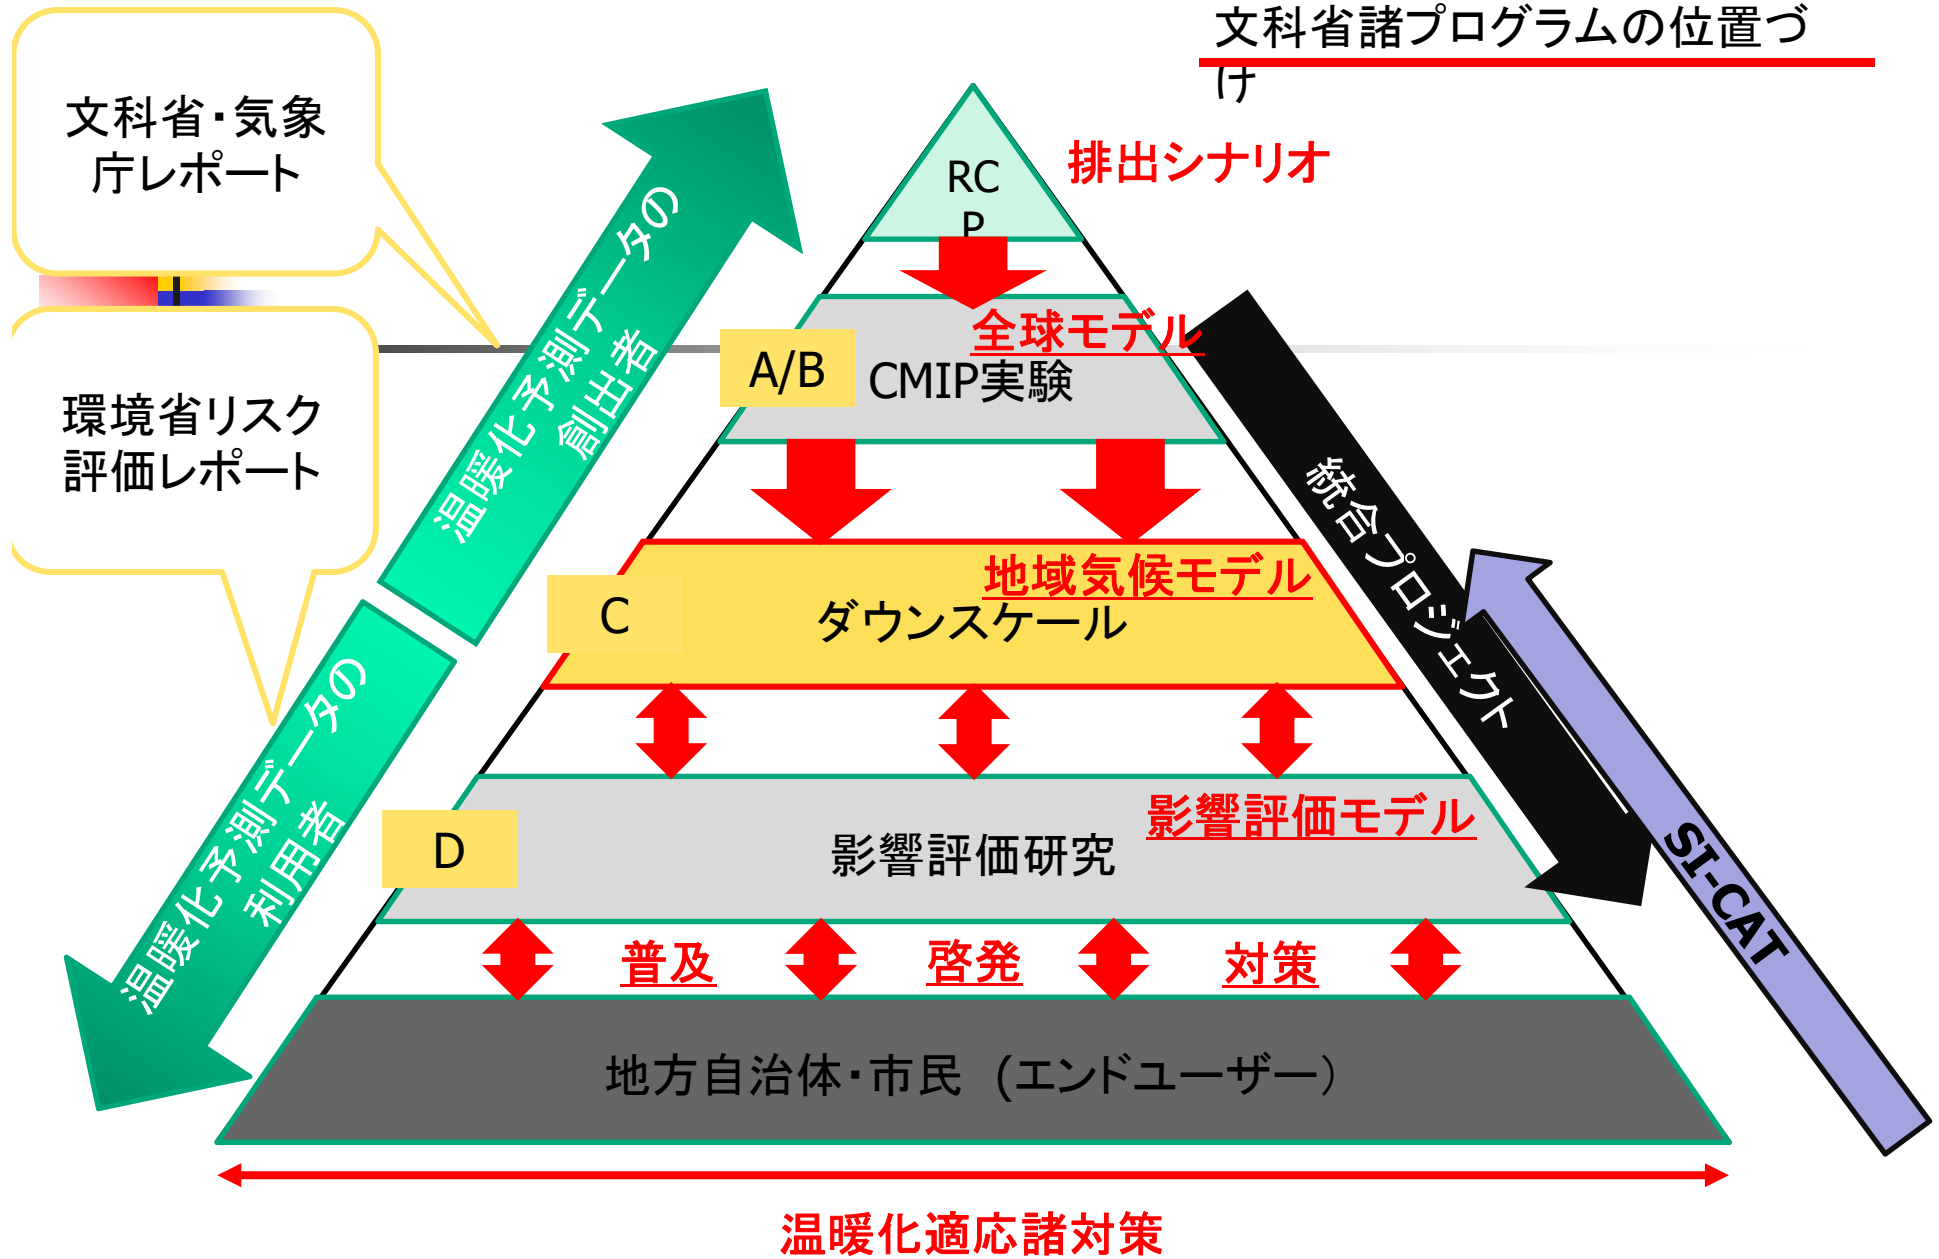 文科省諸プログラムの位置づ
け
文科省・気象
庁レポート
環境省リスク
評価レポート
温暖化予測データの
創出者
温暖化予測データの
利用者
RC
P
排出シナリオ
全球モデル
A/B
CMIP実験
地域気候モデル
C
ダウンスケール
影響評価モデル
D
影響評価研究
普及
啓発
対策
地方自治体・市民 (エンドユーザー）
統合プロジェクト
SI-CAT
温暖化適応諸対策